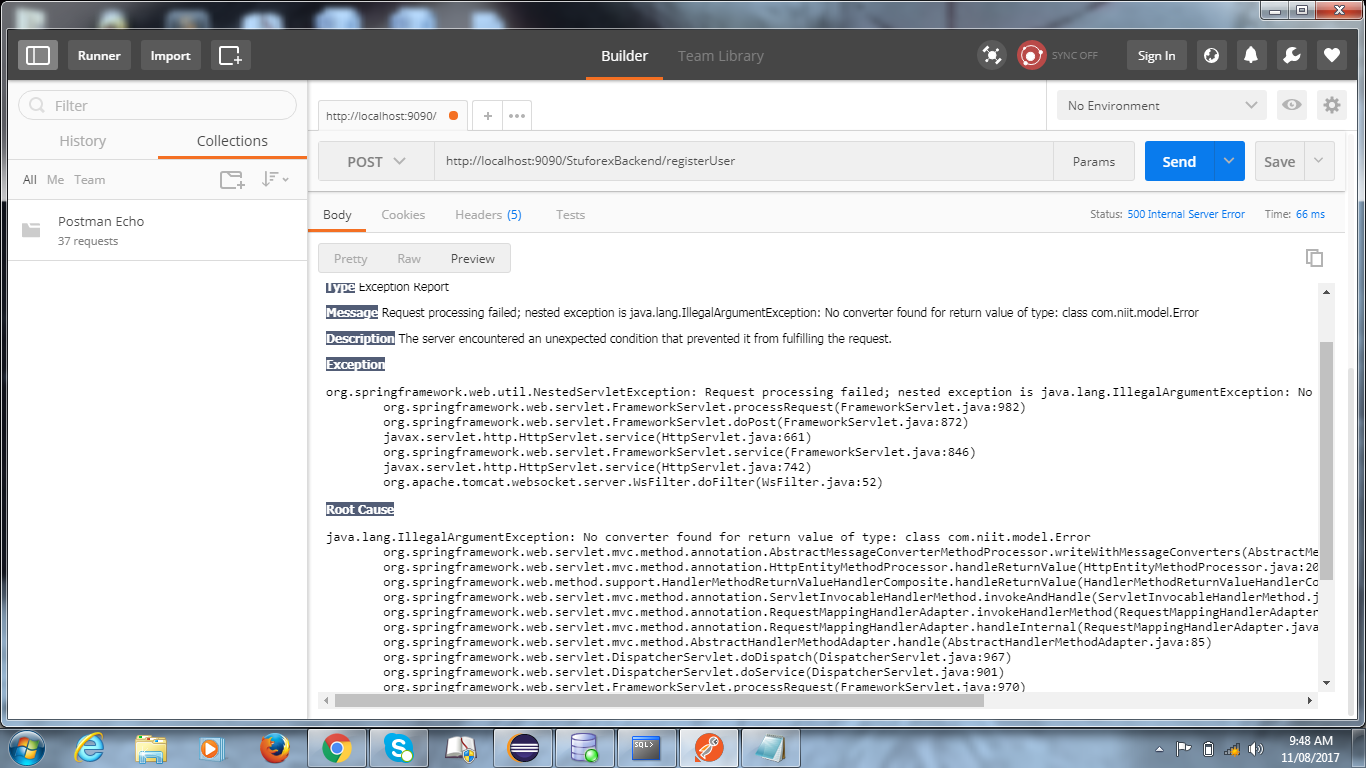 Runner
Import
Builder
Team Library
SYNC OFF
Sign In
Filter
History
Collections
All Me Team
Postman Echo
37 requests
http://localhost:9090/
No Environment
POST
http://localhost:9090/StuforexBackend/registerUser
Params
Send
Save
Body
Cookies
Headers (5)
Tests
Status: 500 Internal Server Error
Time: 66 ms
Pretty
Raw
Preview
Type Exception Report
Message Request processing failed; nested exception is java.lang.IllegalArgumentException: No converter found for return value of type: class com.niit.model.Error
Description The server encountered an unexpected condition that prevented it from fulfilling the request.
Exception
org.springframework.web.util.NestedServletException: Request processing failed; nested exception is java.lang.IllegalArgumentException: No
org.springframework.web.servlet.FrameworkServlet.processRequest(FrameworkServlet.java:982)
org.springframework.web.servlet.FrameworkServlet.doPost(FrameworkServlet.java:872)
javax.servlet.http.HttpServlet.service(HttpServlet.java:661)
org.springframework.web.servlet.FrameworkServlet.service(FrameworkServlet.java:846)
javax.servlet.http.HttpServlet.service(HttpServlet.java:742)
org.apache.tomcat.websocket.server.WsFilter.doFilter(WsFilter.java:52)
Root Cause
java.lang.IllegalArgumentException: No converter found for return value of type: class com.niit.model.Error
org.springframework.web.servlet.mvc.method.annotation.AbstractMessageConverterMethodProcessor.writeWithMessageConverters(AbstractMe
org.springframework.web.servlet.mvc.method.annotation.HttpEntityMethodProcessor.handleReturnValue(HttpEntityMethodProcessor.java:20
org.springframework.web.method.support.HandlerMethodReturnValueHandlerComposite.handleReturnValue(HandlerMethodReturnValueHandlerCo
org.springframework.web.servlet.mvc.method.annotation.ServletInvocableHandlerMethod.invokeAndHandle(ServletInvocableHandlerMethod.j
org.springframework.web.servlet.mvc.method.annotation.RequestMappingHandlerAdapter.invokeHandlerMethod(RequestMappingHandlerAdapter
org.springframework.web.servlet.mvc.method.annotation.RequestMappingHandlerAdapter.handleInternal(RequestMappingHandlerAdapter.java
org.springframework.web.servlet.mvc.method.AbstractHandlerMethodAdapter.handle(AbstractHandlerMethodAdapter.java:85)
org.springframework.web.servlet.DispatcherServlet.doDispatch(DispatcherServlet.java:967)
org.springframework.web.servlet.DispatcherServlet.doService(DispatcherServlet.java:901)
org.springframework.web.servlet.FrameworkServlet.processRequest(FrameworkServlet.java:970)
SQL>
9:48 AM
11/08/2017